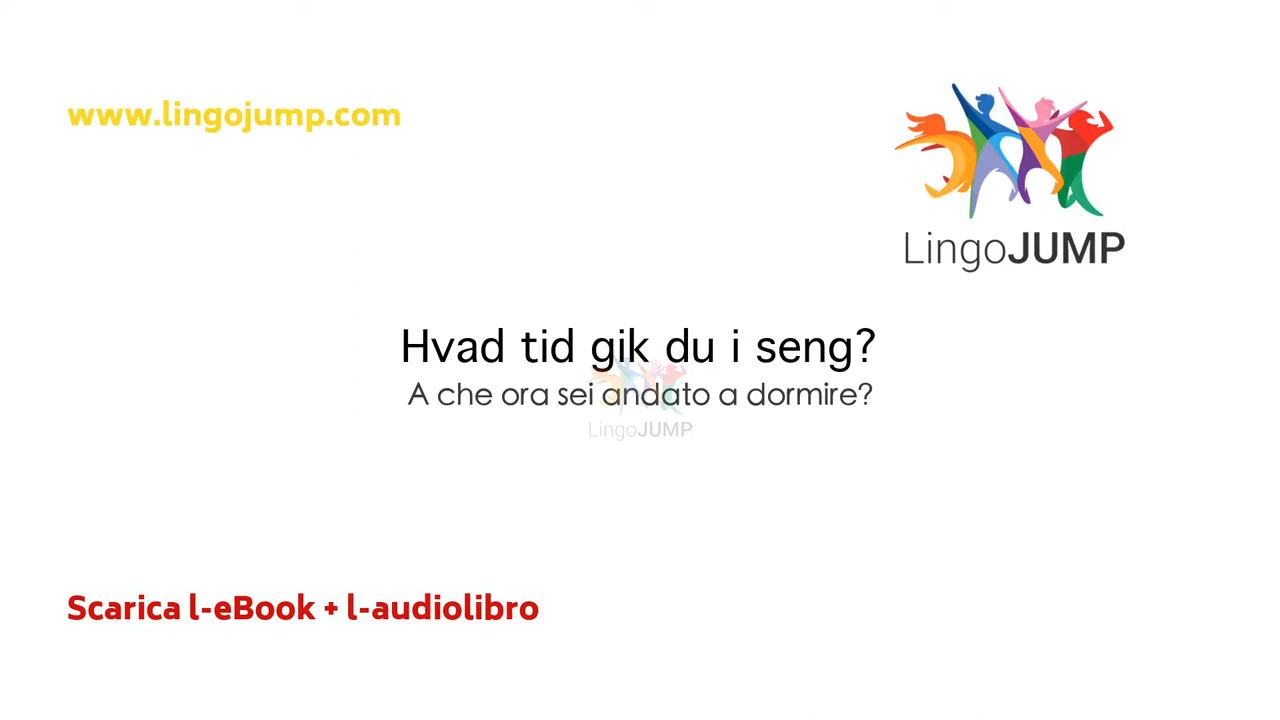 www.lingojump.com
LingoJUMP
Hvad tid gik du i seng?
A che ora sei andato a dormire?
LingoJUMP
Scarica l-eBook + l-audiolibro